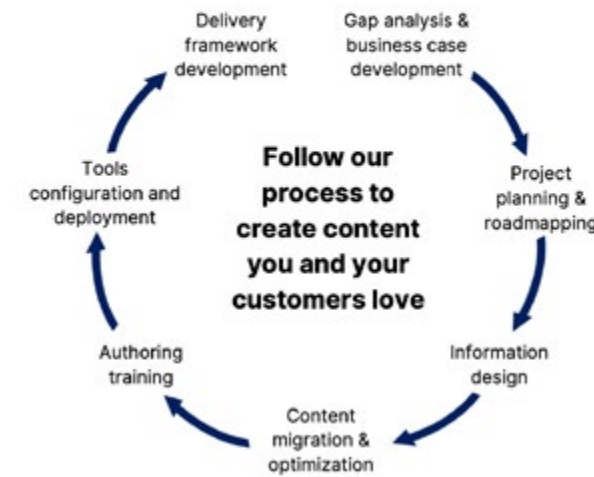 Delivery
framework
development
Gap analysis &
business case
development
Project
planning &
roadmapping
Information
design
Content
migration &
optimization
Authoring
training
Tools
configuration and
deployment
Follow our
process to
create content
you and your
customers love